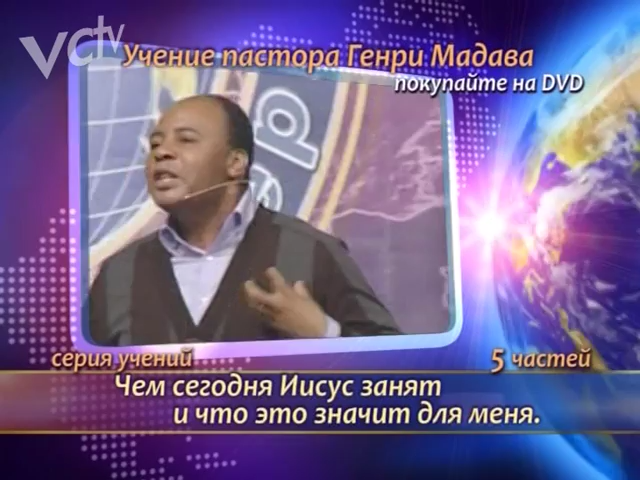 vctv
Учение пастора Генри Мадава
покупайте на DVD
de
серия учений
5 частей
Чем сегодня Иисус занят
и что это значит для меня.